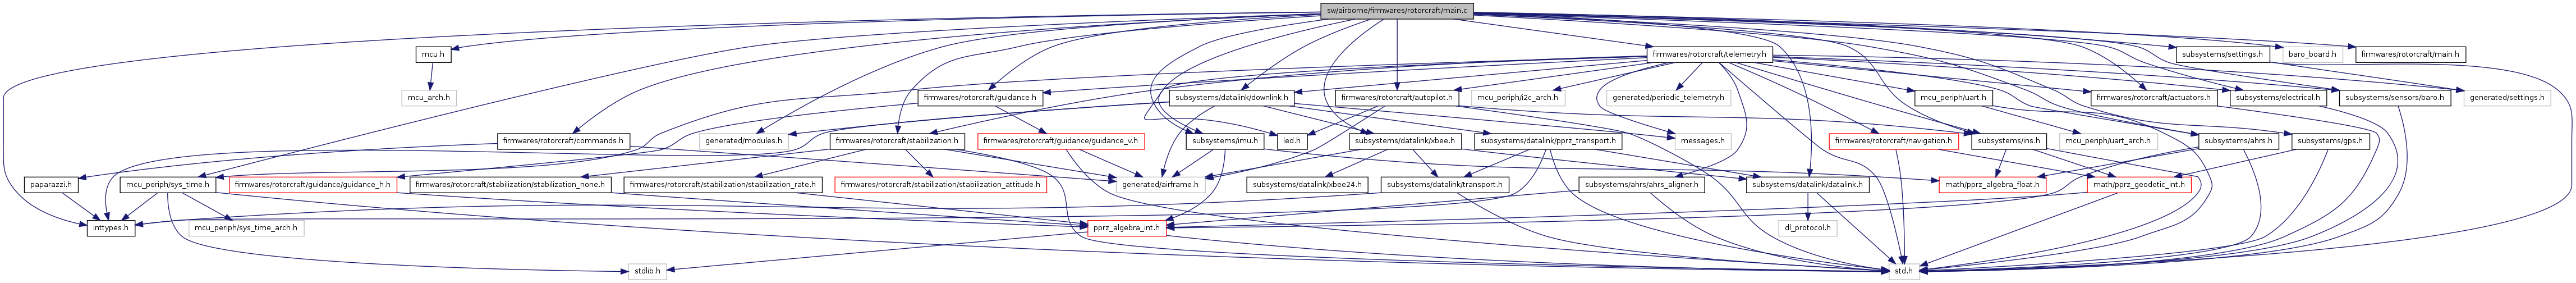 sw/airborne/firmwares/rotorcraft/main.c
mcu.h
firmwares/rotorcraft/telemetry.h
subsystems/settings.h
baro_board.h
firmwares/rotorcraft/main.h
mcu_arch.h
firmwares/rotorcraft/guidance.h
subsystems/datalink/downlink.h
firmwares/rotorcraft/autopilot.h
mcu_periph/i2c_arch.h
generated/periodic_telemetry.h
mcu_periph/uart.h
firmwares/rotorcraft/actuators.h
subsystems/electrical.h
subsystems/sensors/baro.h
generated/settings.h
firmwares/rotorcraft/commands.h
generated/modules.h
firmwares/rotorcraft/stabilization.h
firmwares/rotorcraft/guidance/guidance_v.h
subsystems/imu.h
led.h
subsystems/datalink/xbee.h
subsystems/datalink/pprz_transport.h
messages.h
firmwares/rotorcraft/navigation.h
subsystems/ins.h
mcu_periph/uart_arch.h
subsystems/ahrs.h
subsystems/gps.h
paparazzi.h
mcu_periph/sys_time.h
firmwares/rotorcraft/guidance/guidance_h.h
firmwares/rotorcraft/stabilization/stabilization_none.h
firmwares/rotorcraft/stabilization/stabilization_rate.h
firmwares/rotorcraft/stabilization/stabilization_attitude.h
generated/airframe.h
subsystems/datalink/xbee24.h
subsystems/datalink/transport.h
subsystems/ahrs/ahrs_aligner.h
subsystems/datalink/datalink.h
math/pprz_algebra_float.h
math/pprz_geodetic_int.h
inttypes.h
mcu_periph/sys_time_arch.h
pprz_algebra_int.h
dl_protocol.h
stdlib.h
std.h